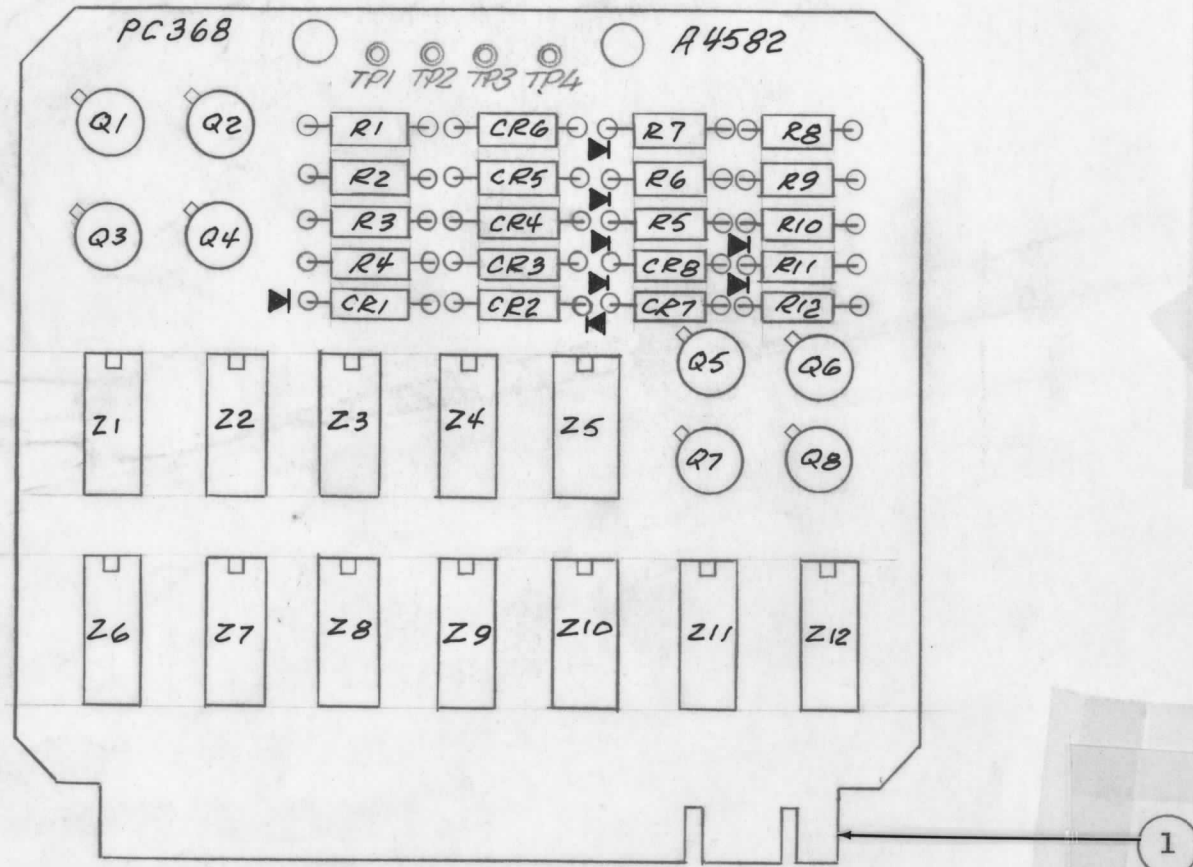 PC368 A4582
TP1 TP2 TP3 TP4
Q1 Q2
R1 CR6 R7 R8
R2 CR5 R6 R9
R3 CR4 R5 R10
Q3 Q4
R4 CR3 CR8 R11
CR1 CR2 CR7 R12
Q5 Q6
Z1 Z2 Z3 Z4 Z5
Q7 Q8
Z6 Z7 Z8 Z9 Z10 Z11 Z12
1